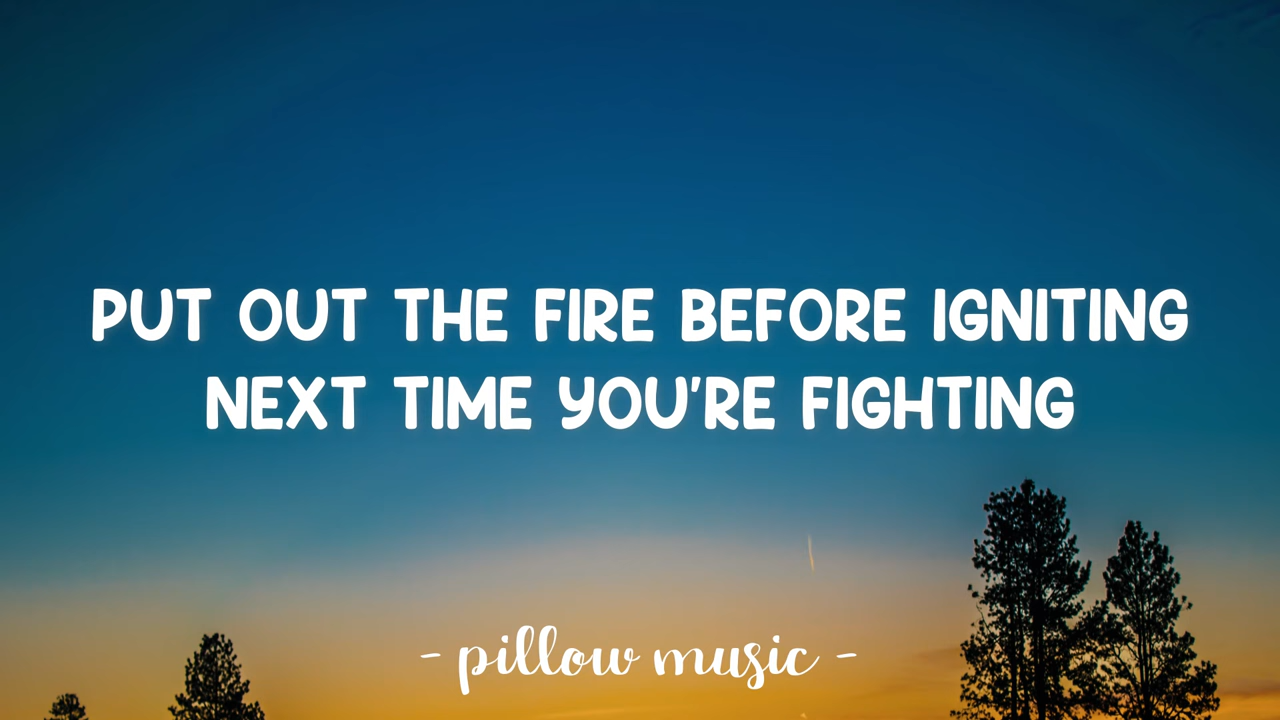 PUT OUT THE FIRE BEFORE IGNITING
NEXT TIME YOU'RE FIGHTING
- pillow music -